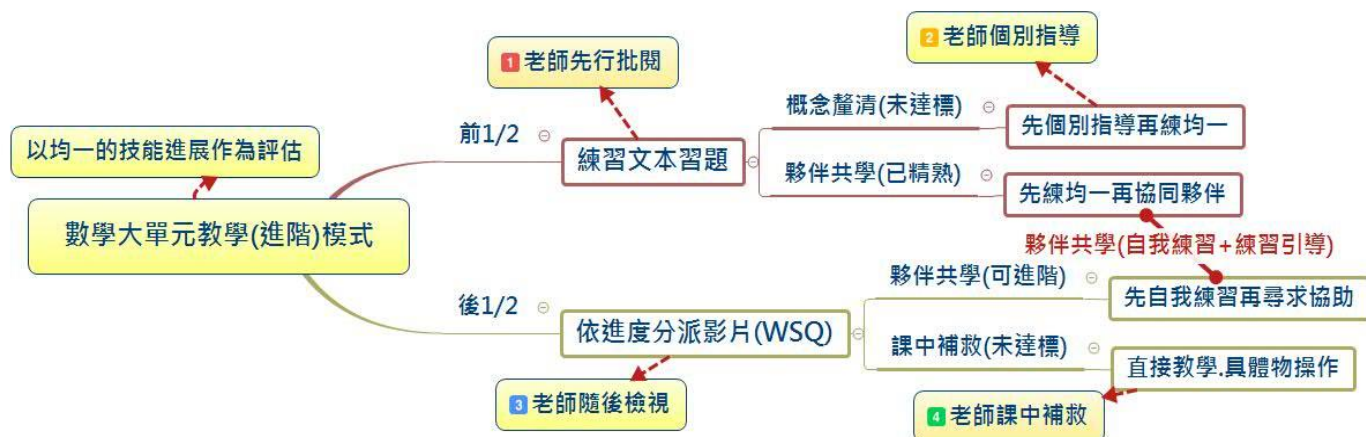 2 老師個別指導
1 老師先行批閱
概念釐清(未達標)
前1/2
先個別指導再練均一
以均一的技能進展作為評估
練習文本習題
夥伴共學(已精熟)
先練均一再協同夥伴
數學大單元教學(進階)模式
夥伴共學(自我練習+練習引導)
夥伴共學(可進階)
後1/2
先自我練習再尋求協助
依進度分派影片(WSQ)
課中補救(未達標)
直接教學.具體物操作
3 老師隨後檢視
4 老師課中補救